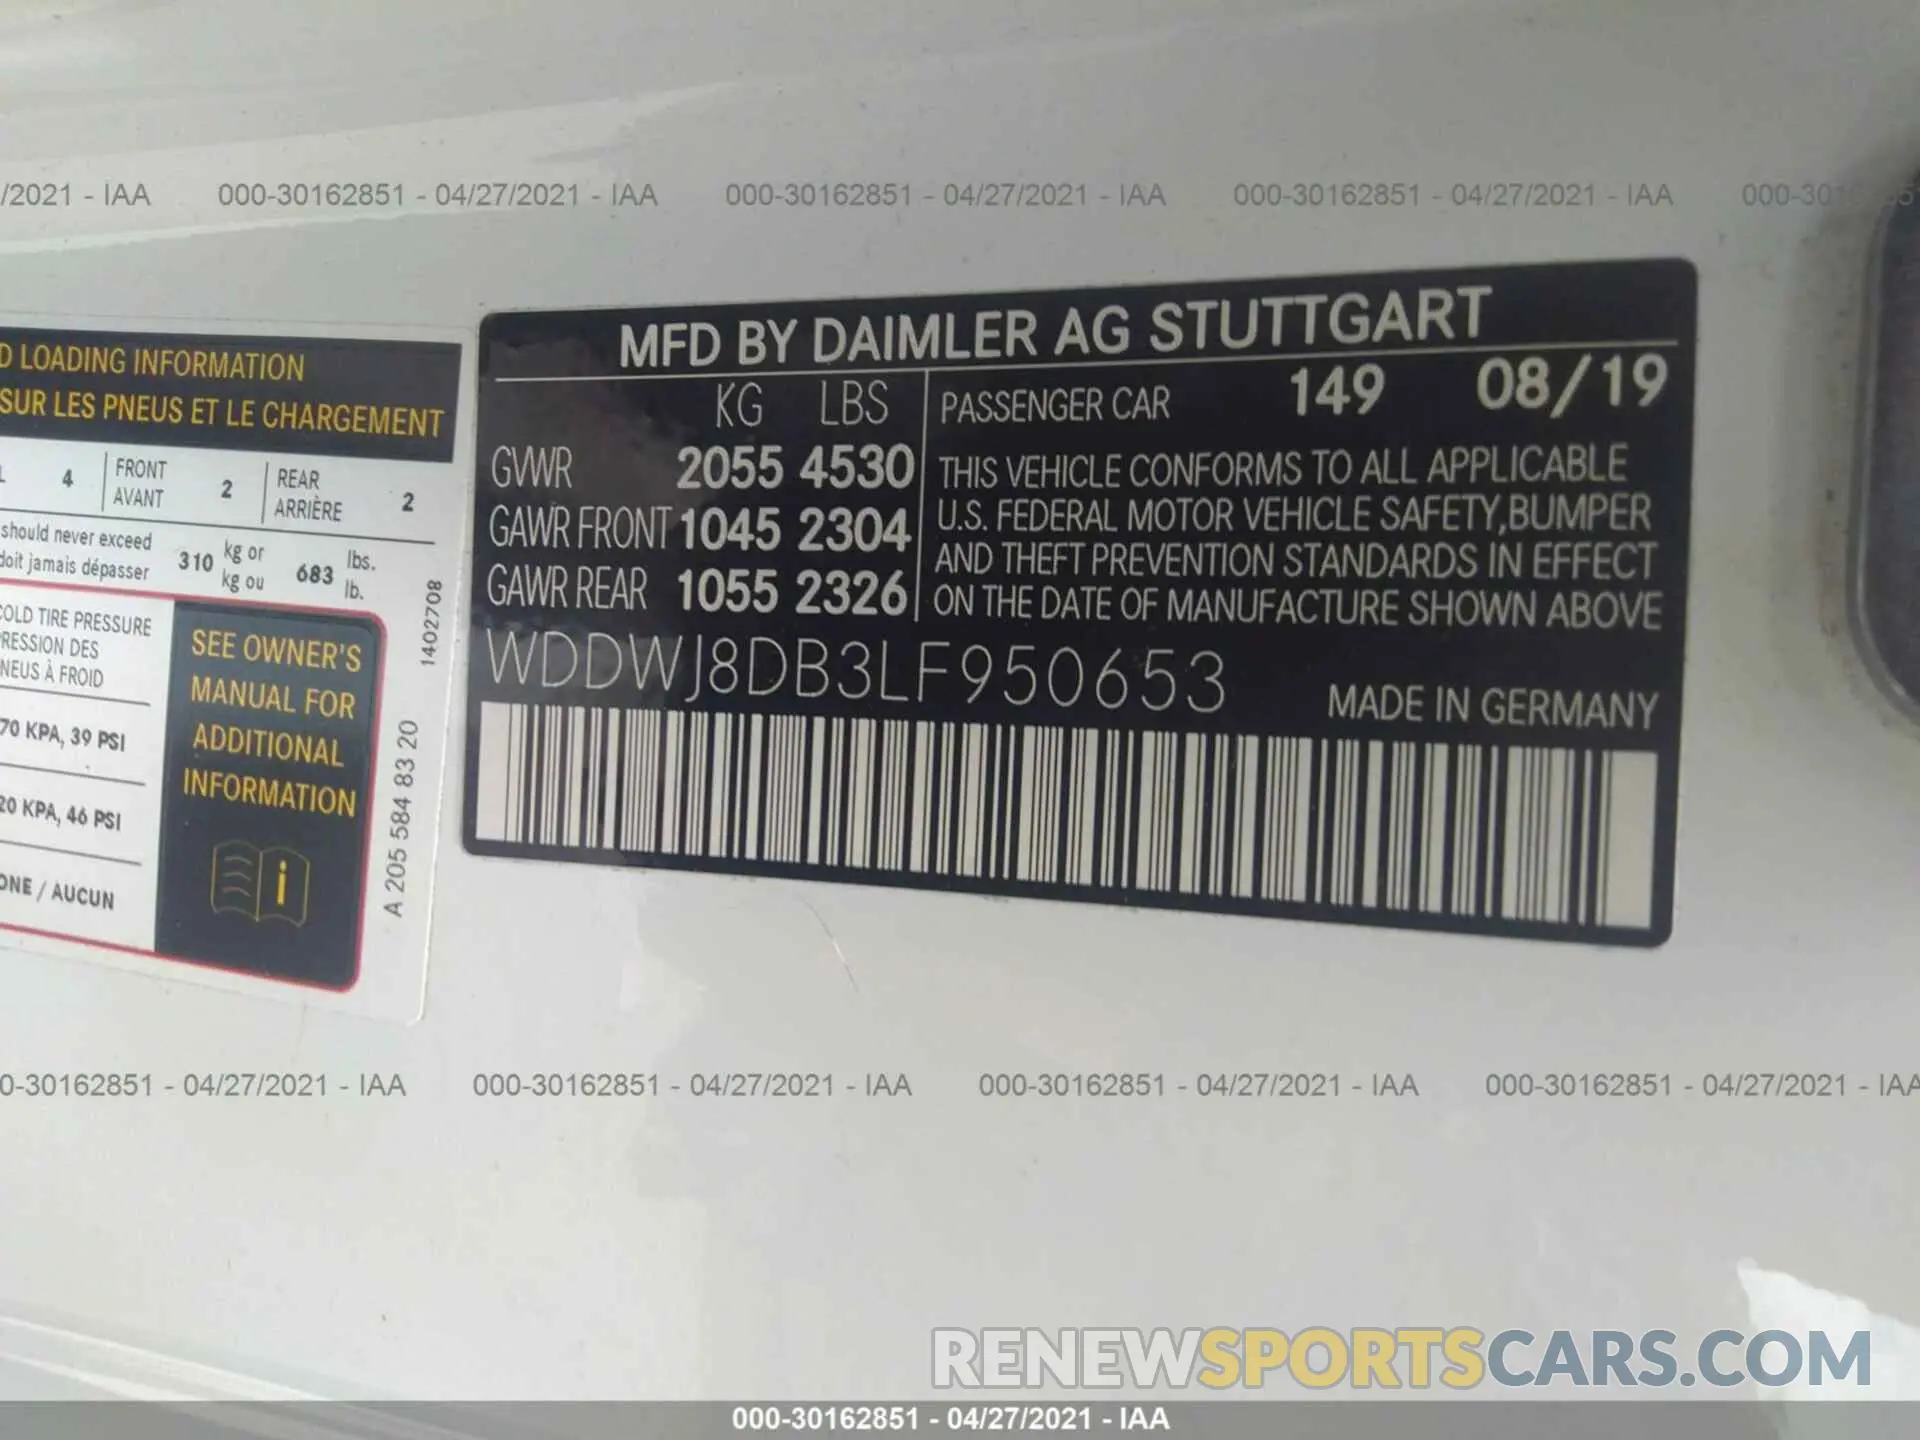 /2021 - IAA 000-30162851 - 04/27/2021 - IAA 000-30162851 - 04/27/2021 - IAA 000-30162851 - 04/27/2021 - IAA
D LOADING INFORMATION
SUR LES PNEUS ET LE CHARGEMENT
4 FRONT 2 REAR 2
AVANT ARRIÈRE
should never exceed 310 kg or 683 lbs.
doit jamais dépasser kg ou lb.
COLD TIRE PRESSURE
PRESSION DES
PNEUS À FROID
70 KPA, 39 PSI
20 KPA, 46 PSI
ONE / AUCUN
SEE OWNER'S
MANUAL FOR
ADDITIONAL
INFORMATION
i
A 205 584 83 20
1402708
MFD BY DAIMLER AG STUTTGART
KG LBS
GVWR 2055 4530
GAWR FRONT 1045 2304
GAWR REAR 1055 2326
PASSENGER CAR 149 08/19
THIS VEHICLE CONFORMS TO ALL APPLICABLE
U.S. FEDERAL MOTOR VEHICLE SAFETY,BUMPER
AND THEFT PREVENTION STANDARDS IN EFFECT
ON THE DATE OF MANUFACTURE SHOWN ABOVE
WDDWJ8DB3LF950653
MADE IN GERMANY
0-30162851 - 04/27/2021 - IAA 000-30162851 - 04/27/2021 - IAA 000-30162851 - 04/27/2021 - IAA 000-30162851 - 04/27/2021 - IAA
RENEWSPORTSCARS.COM
000-30162851 - 04/27/2021 - IAA